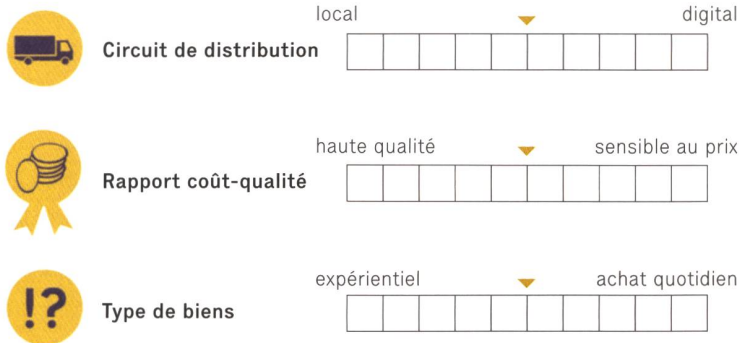 local digital
Circuit de distribution
haute qualité sensible au prix
Rapport coût-qualité
expérientiel achat quotidien
!?
Type de biens